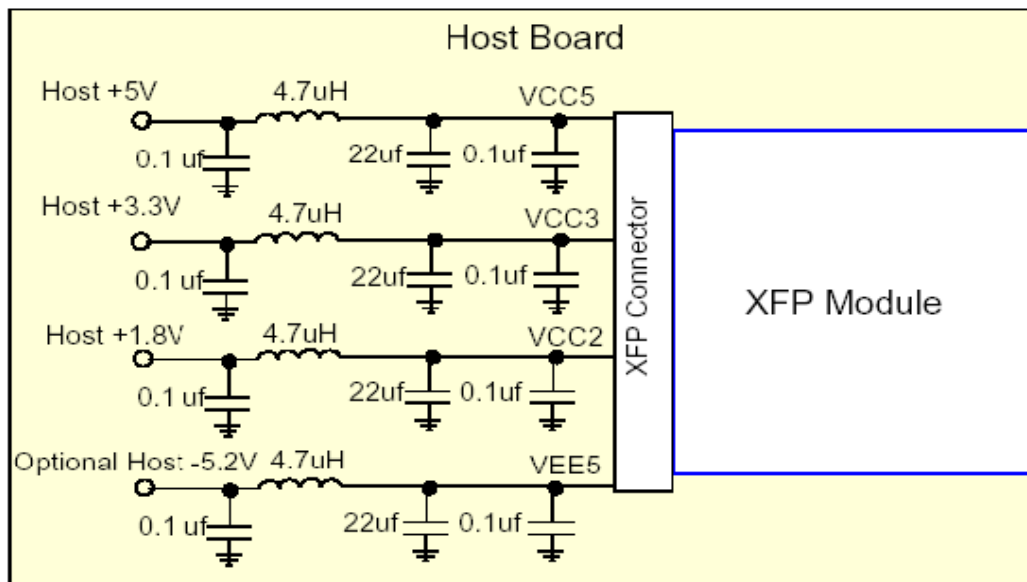 Host Board
Host +5V
4.7uH
VCC5
0.1 uf
22uf
0.1uf
Host +3.3V
4.7uH
VCC3
0.1 uf
22uf
0.1uf
Host +1.8V
4.7uH
VCC2
0.1 uf
22uf
0.1uf
Optional Host -5.2V
4.7uH
VEE5
0.1 uf
22uf
0.1uf
XFP Connector
XFP Module